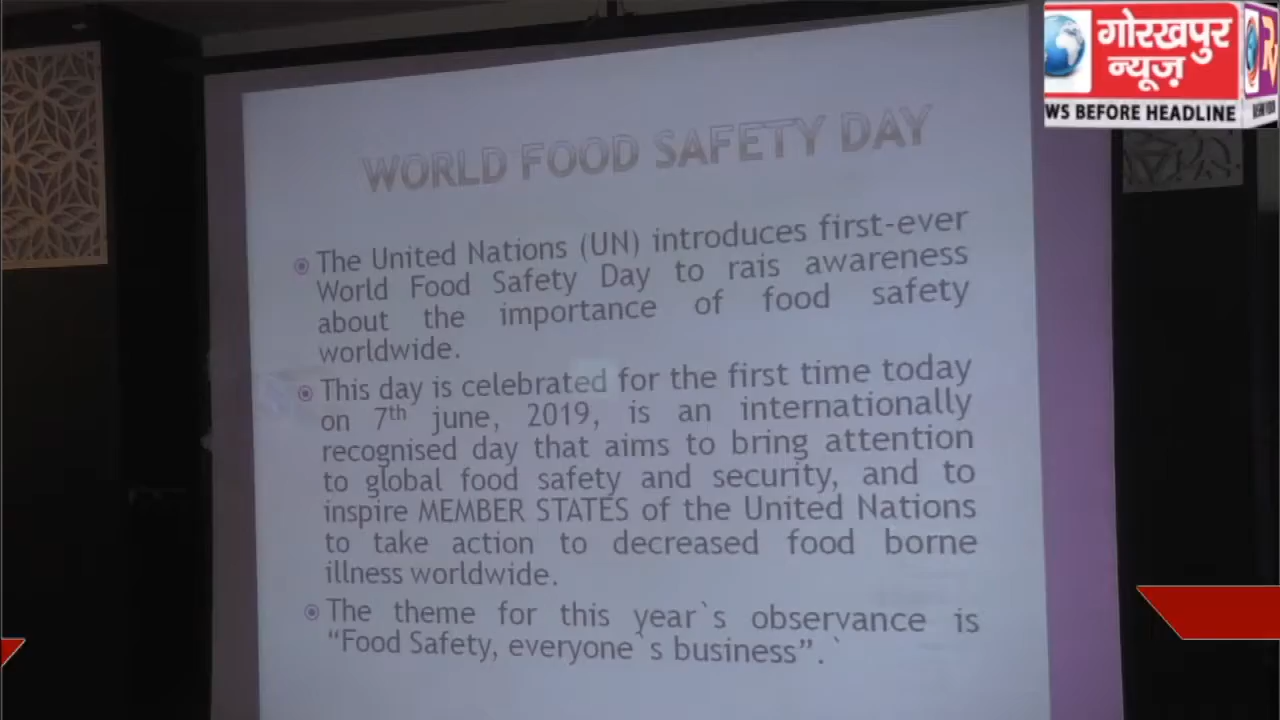 गोरखपुर
न्यूज़
WS BEFORE HEADLINE
WORLD FOOD SAFETY DAY
The United Nations (UN) introduces first-ever
World Food Safety Day to rais awareness
about the importance of food safety
worldwide.
This day is celebrated for the first time today
on 7th june, 2019, is an internationally
recognised day that aims to bring attention
to global food safety and security, and to
inspire MEMBER STATES of the United Nations
to take action to decreased food borne
illness worldwide.
The theme for this year`s observance is
“Food Safety, everyone`s business”.`